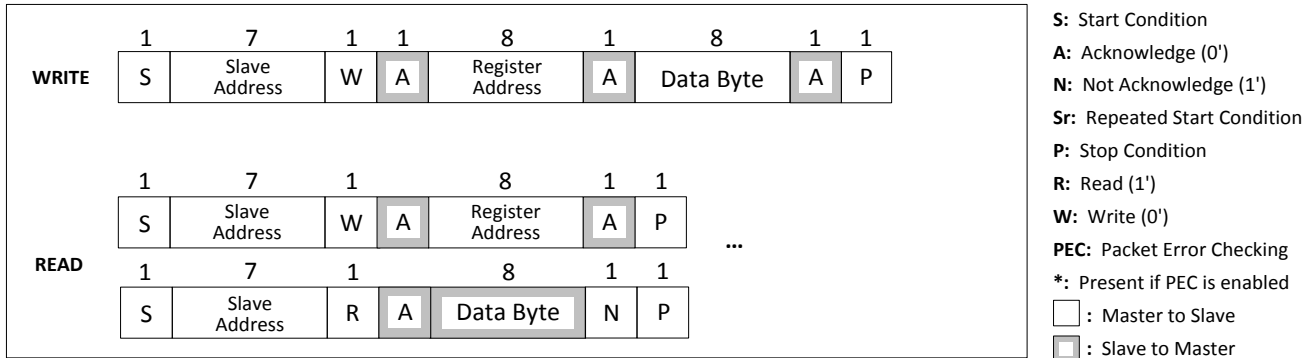 1 7 1 1 8 1 8 1 1
WRITE S Slave Address W A Register Address A Data Byte A P
1 7 1 8 1 1
S Slave Address W A Register Address A P ...
READ
1 7 1 8 1 1
S Slave Address R A Data Byte N P
S: Start Condition
A: Acknowledge (0')
N: Not Acknowledge (1')
Sr: Repeated Start Condition
P: Stop Condition
R: Read (1')
W: Write (0')
PEC: Packet Error Checking
*: Present if PEC is enabled
: Master to Slave
: Slave to Master